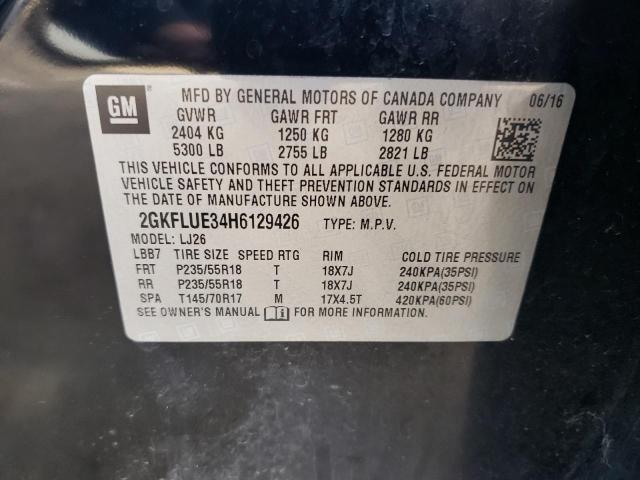 GM
MFD BY GENERAL MOTORS OF CANADA COMPANY 06/16
GVWR GAWR FRT GAWR RR
2404 KG 1250 KG 1280 KG
5300 LB 2755 LB 2821 LB
THIS VEHICLE CONFORMS TO ALL APPLICABLE U.S. FEDERAL MOTOR
VEHICLE SAFETY AND THEFT PREVENTION STANDARDS IN EFFECT ON
THE DATE OF MANUFACTURE SHOWN ABOVE.
2GKFLUE34H6129426 TYPE: M.P.V.
MODEL: LJ26
LBB7 TIRE SIZE SPEED RTG RIM COLD TIRE PRESSURE
FRT P235/55R18 T 18X7J 240KPA(35PSI)
RR P235/55R18 T 18X7J 240KPA(35PSI)
SPA T145/70R17 M 17X4.5T 420KPA(60PSI)
SEE OWNER'S MANUAL FOR MORE INFORMATION.